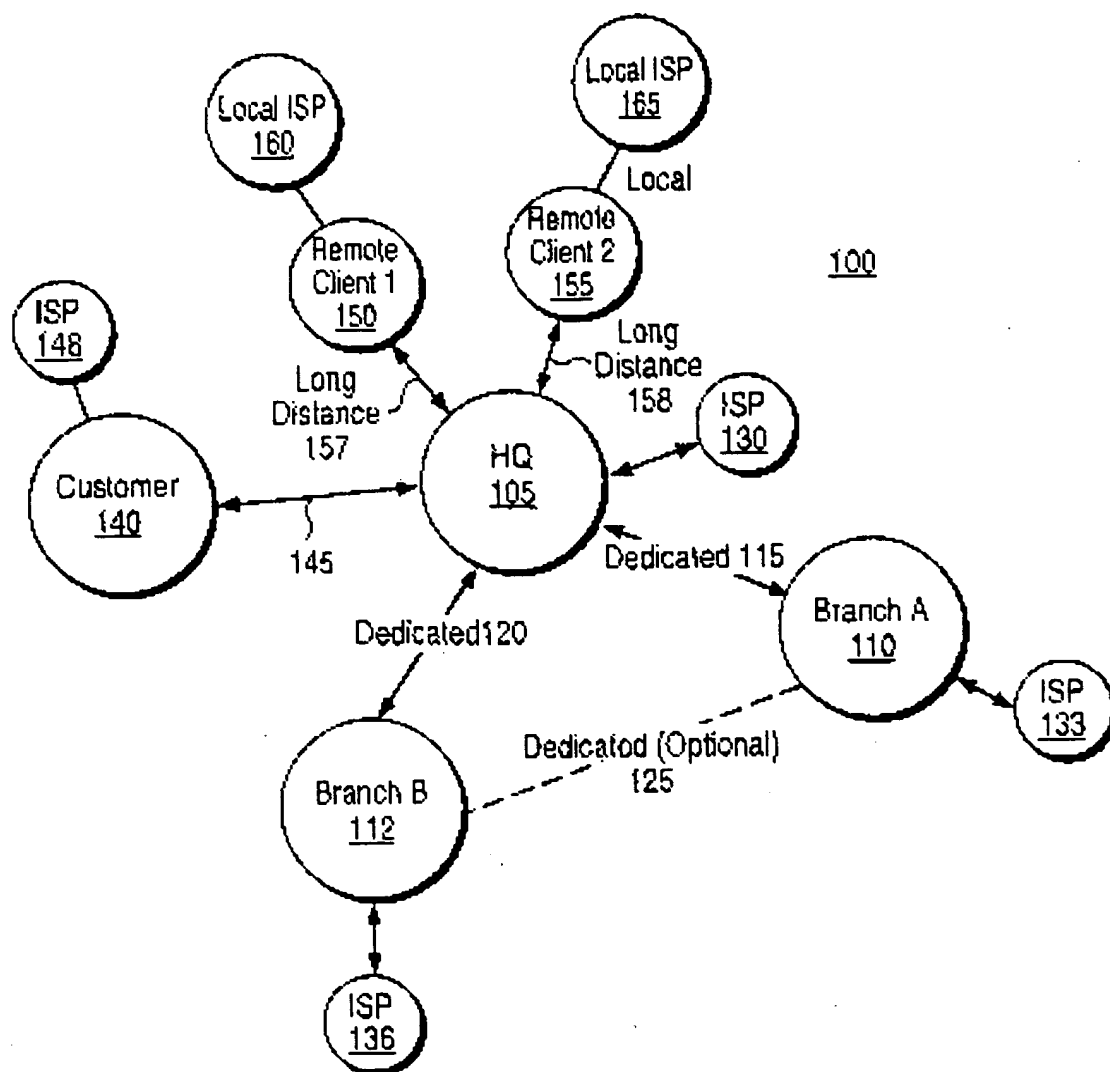 Local ISP
160
Local ISP
165
Local
Remote
Client 1
150
Remote
Client 2
155
100
ISP
148
Long
Distance
157
Long
Distance
158
ISP
130
Customer
140
HQ
105
145
Dedicated 115
Branch A
110
Dedicated120
ISP
133
Dedicated (Optional)
125
Branch B
112
ISP
136